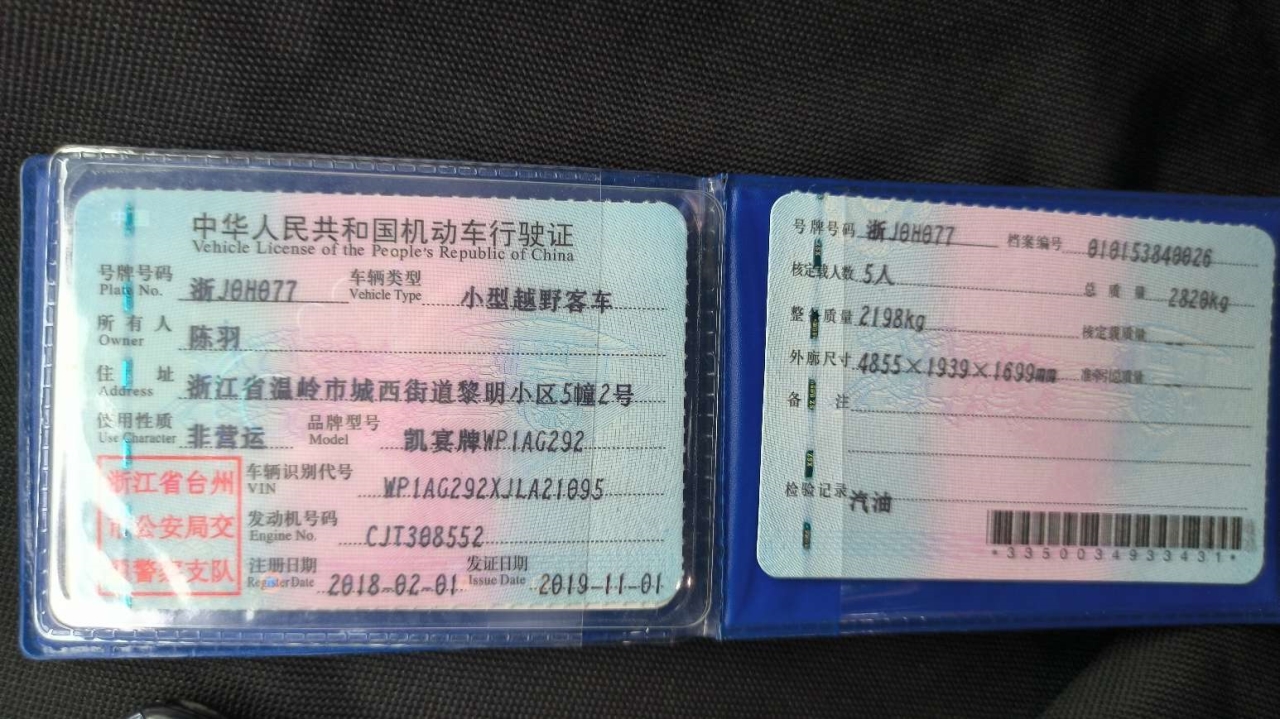 中华人民共和国机动车行驶证
Vehicle License of the People's Republic of China
号牌号码 浙J0H077 车辆类型 小型越野客车
Plate No. Vehicle Type
所有人 陈羽
Owner
住址 浙江省温岭市城西街道黎明小区5幢2号
Address
使用性质 非营运 品牌型号 凯宴牌WP1AG292
Use Character Model
浙江省台州
市公安局交
通警察支队
车辆识别代号 WP1AG292XJLA21095
VIN
发动机号码 CJT308552
Engine No.
注册日期 2018-02-01 发证日期 2019-11-01
Register Date Issue Date
号牌号码 浙J0H077 档案编号 010153840026
核定载人数 5人 总质量 2820kg
整备质量 2198kg 核定载质量 --
外廓尺寸 4855×1939×1699mm 准牵引总质量 --
备注
检验记录 汽油
*3350034933431*